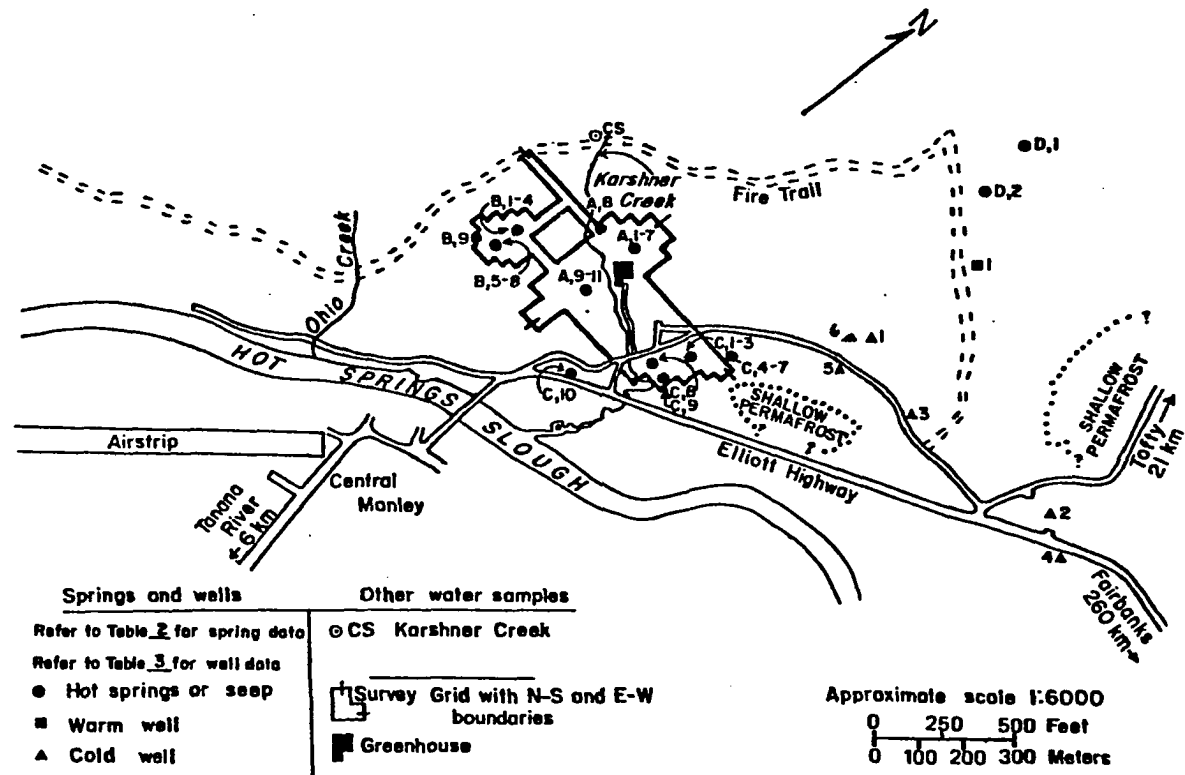 N
CS
Karshner
Creek
Fire Trail
D,1
D,2
1
B,1-4
A,8
B,9
A,1-7
B,5-8
A,9-11
Ohio Creek
6
1
5
3
C,1-3
C,4-7
C,8
C,9
C,10
HOT SPRINGS SLOUGH
SHALLOW
PERMAFROST
?
?
SHALLOW
PERMAFROST
?
?
Airstrip
Central
Manley
Elliott Highway
Tofty
21 km
2
4
Tanana
River
6 km
Fairbanks
260 km
Springs and wells
Refer to Table 2 for spring data
Refer to Table 3 for well data
Hot springs or seep
Warm well
Cold well
Other water samples
CS Karshner Creek
Survey Grid with N-S and E-W
boundaries
Greenhouse
Approximate scale 1:6000
0 250 500 Feet
0 100 200 300 Meters